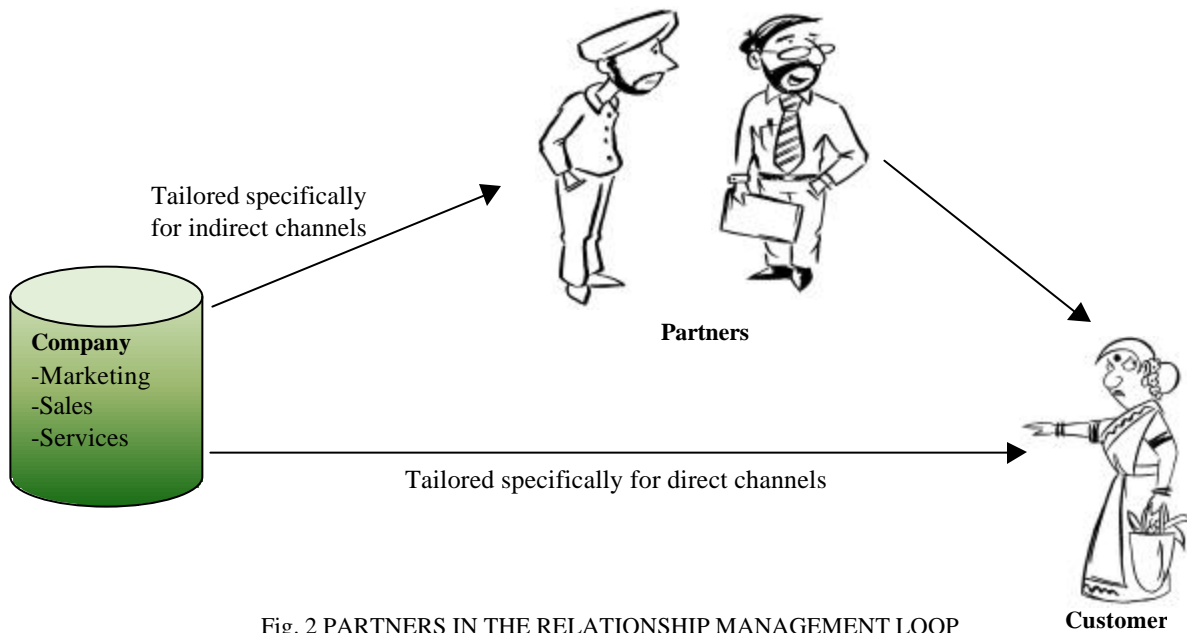 Tailored specifically
for indirect channels
Partners
Company
-Marketing
-Sales
-Services
Tailored specifically for direct channels
Customer
Fig. 2 PARTNERS IN THE RELATIONSHIP MANAGEMENT LOOP